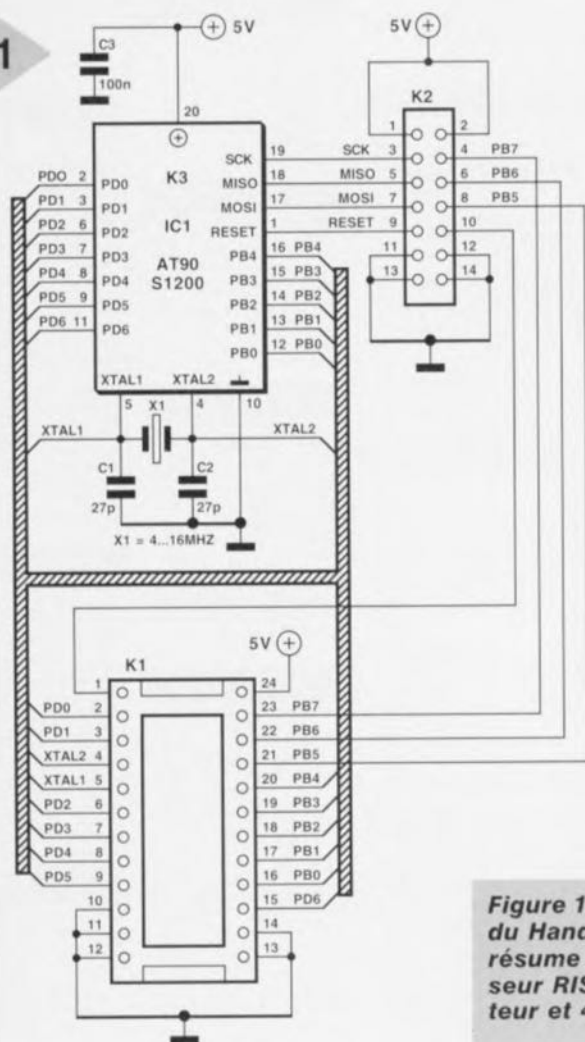 1
C3
100n
5V
20
K3
IC1
AT90
S1200
PD0 2 PD0
PD1 3 PD1
PD2 6 PD2
PD3 7 PD3
PD4 8 PD4
PD5 9 PD5
PD6 11 PD6
SCK 19 SCK
MISO 18 MISO
MOSI 17 MOSI
RESET 1 RESET
PB4 16 PB4
PB3 15 PB3
PB2 14 PB2
PB1 13 PB1
PB0 12 PB0
XTAL1 XTAL2
5 4 10
XTAL1 X1 XTAL2
C1 C2
27p 27p
X1 = 4...16MHZ
5V
K2
1 2
3 4 PB7
5 6 PB6
7 8 PB5
9 10
11 12
13 14
5V
K1
1 24
PD0 2 23 PB7
PD1 3 22 PB6
XTAL2 4 21 PB5
XTAL1 5 20 PB4
PD2 6 19 PB3
PD3 7 18 PB2
PD4 8 17 PB1
PD5 9 16 PB0
10 15 PD6
11 14
12 13
Figure 1
du Hand
résume
seur RIS
teur et 4